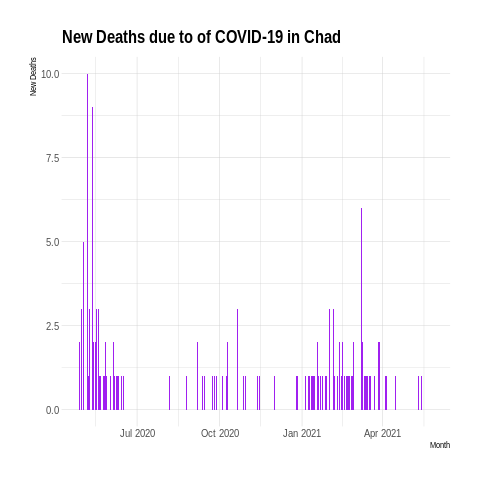 New Deaths due to of COVID-19 in Chad
New Deaths
10.0
7.5
5.0
2.5
0.0
Jul 2020 Oct 2020 Jan 2021 Apr 2021
Month